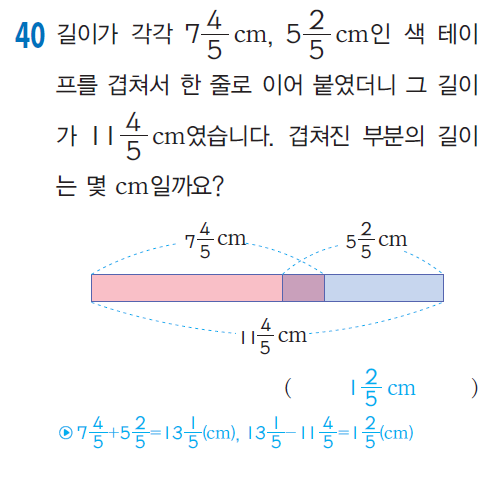 40 길이가 각각 7 4/5 cm, 5 2/5 cm인 색 테이
프를 겹쳐서 한 줄로 이어 붙였더니 그 길이
가 11 4/5 cm였습니다. 겹쳐진 부분의 길이
는 몇 cm일까요?
7 4/5 cm 5 2/5 cm
11 4/5 cm
( 1 2/5 cm )
▶ 7 4/5+5 2/5=13 1/5(cm), 13 1/5-11 4/5=1 2/5(cm)